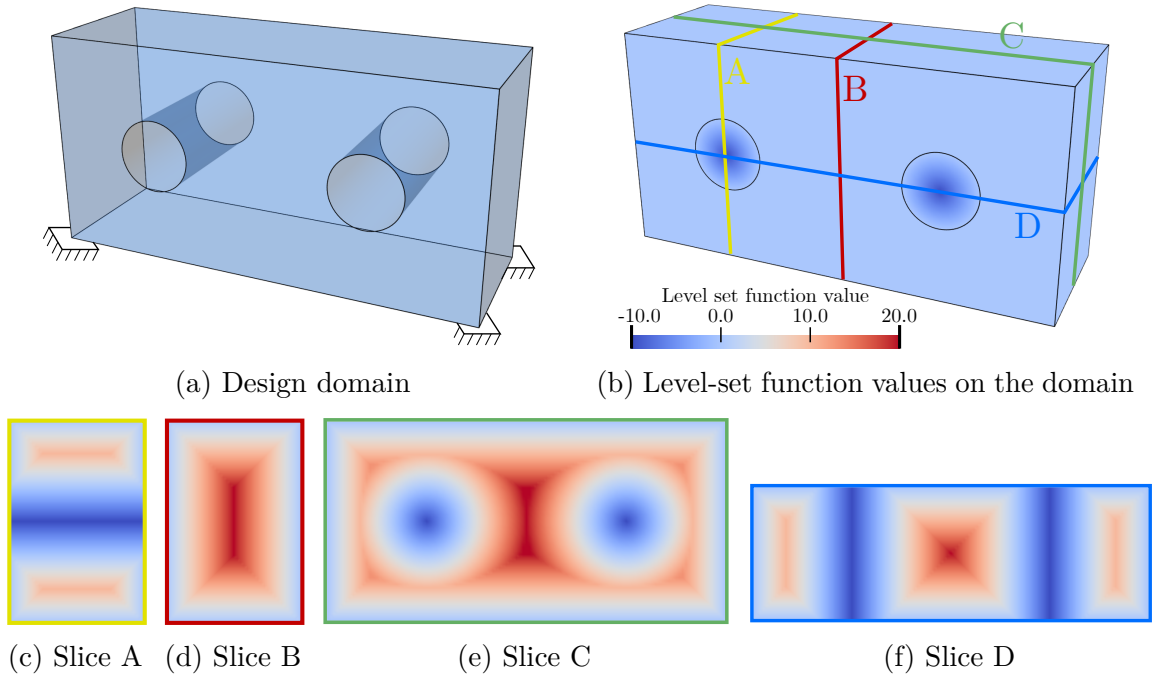 A
B
C
D
Level set function value
-10.0 0.0 10.0 20.0
(a) Design domain
(b) Level-set function values on the domain
(c) Slice A
(d) Slice B
(e) Slice C
(f) Slice D